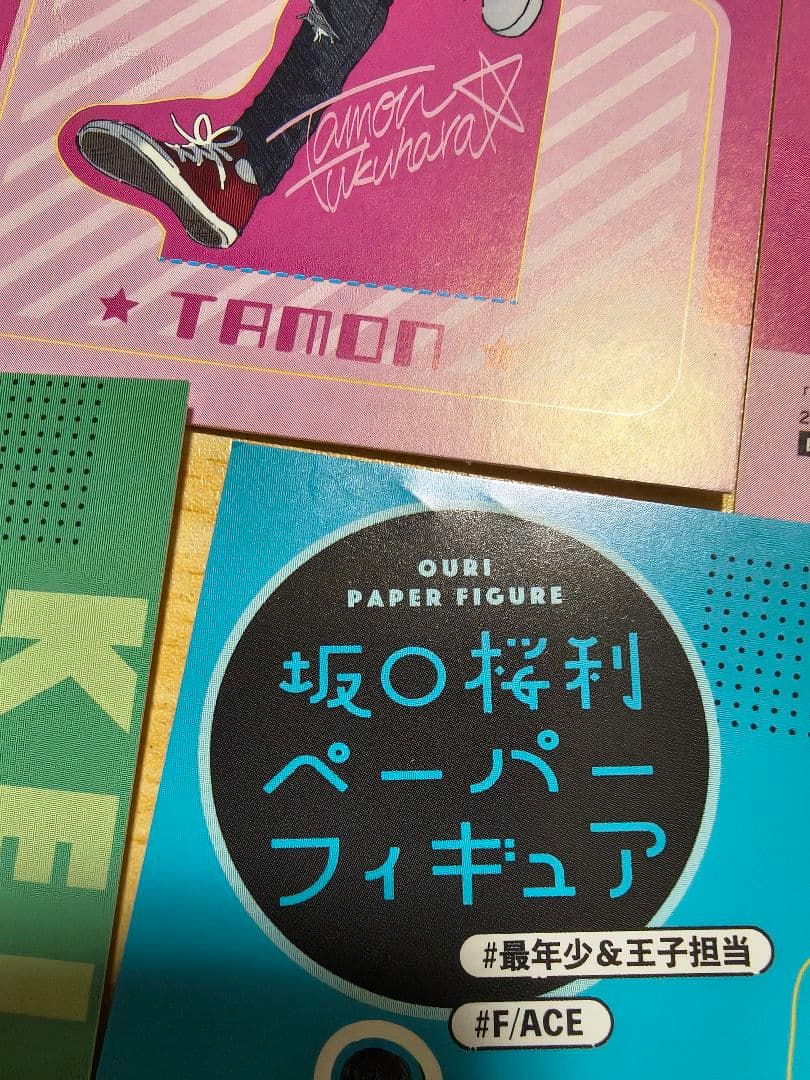 Tamon
Fukuhara
★TAMON★
OURI
PAPER FIGURE
坂口桜利
ペーパー
フィギュア
#最年少&王子担当
#F/ACE
KEI